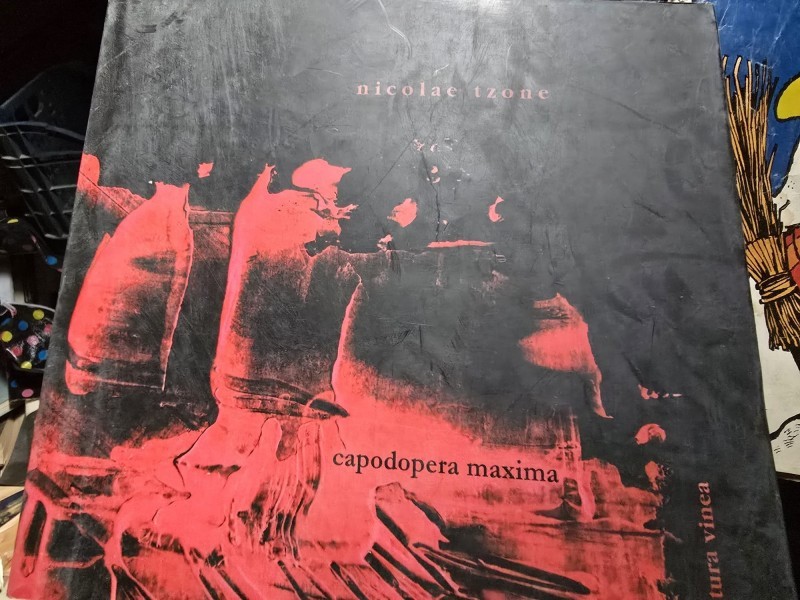 nicolae tzone
capodopera maxima
tura vinea